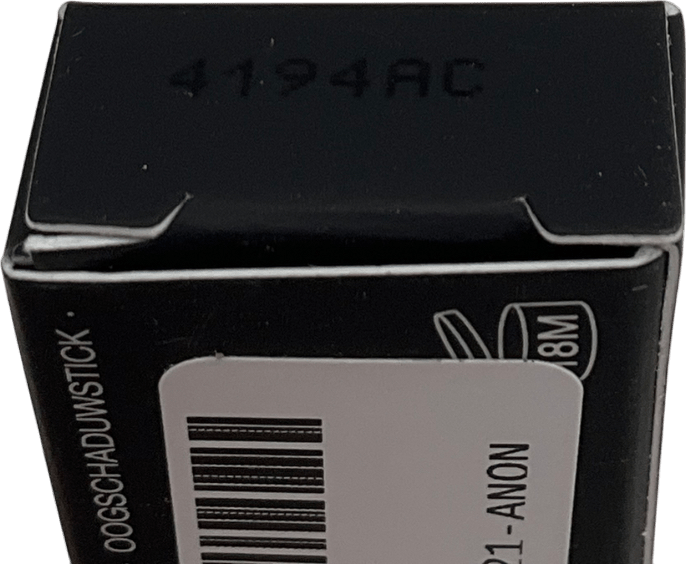 4194AC
OOGSCHADUWSTICK •
18M
21-ANON